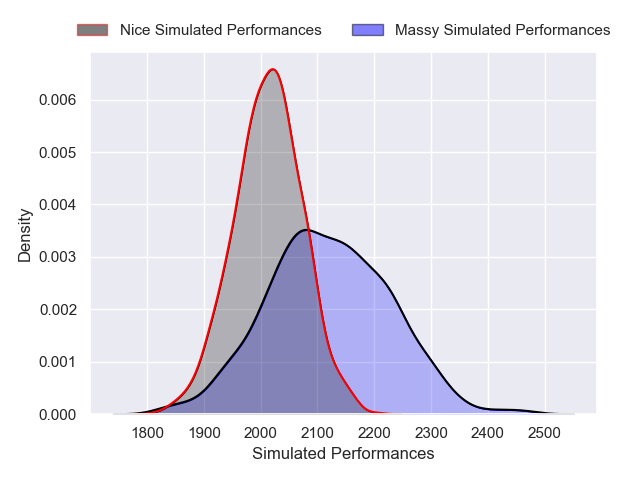 Nice Simulated Performances Massy Simulated Performances
0.006
0.005
0.004
0.003
0.002
0.001
0.000
Density
1800 1900 2000 2100 2200 2300 2400 2500
Simulated Performances